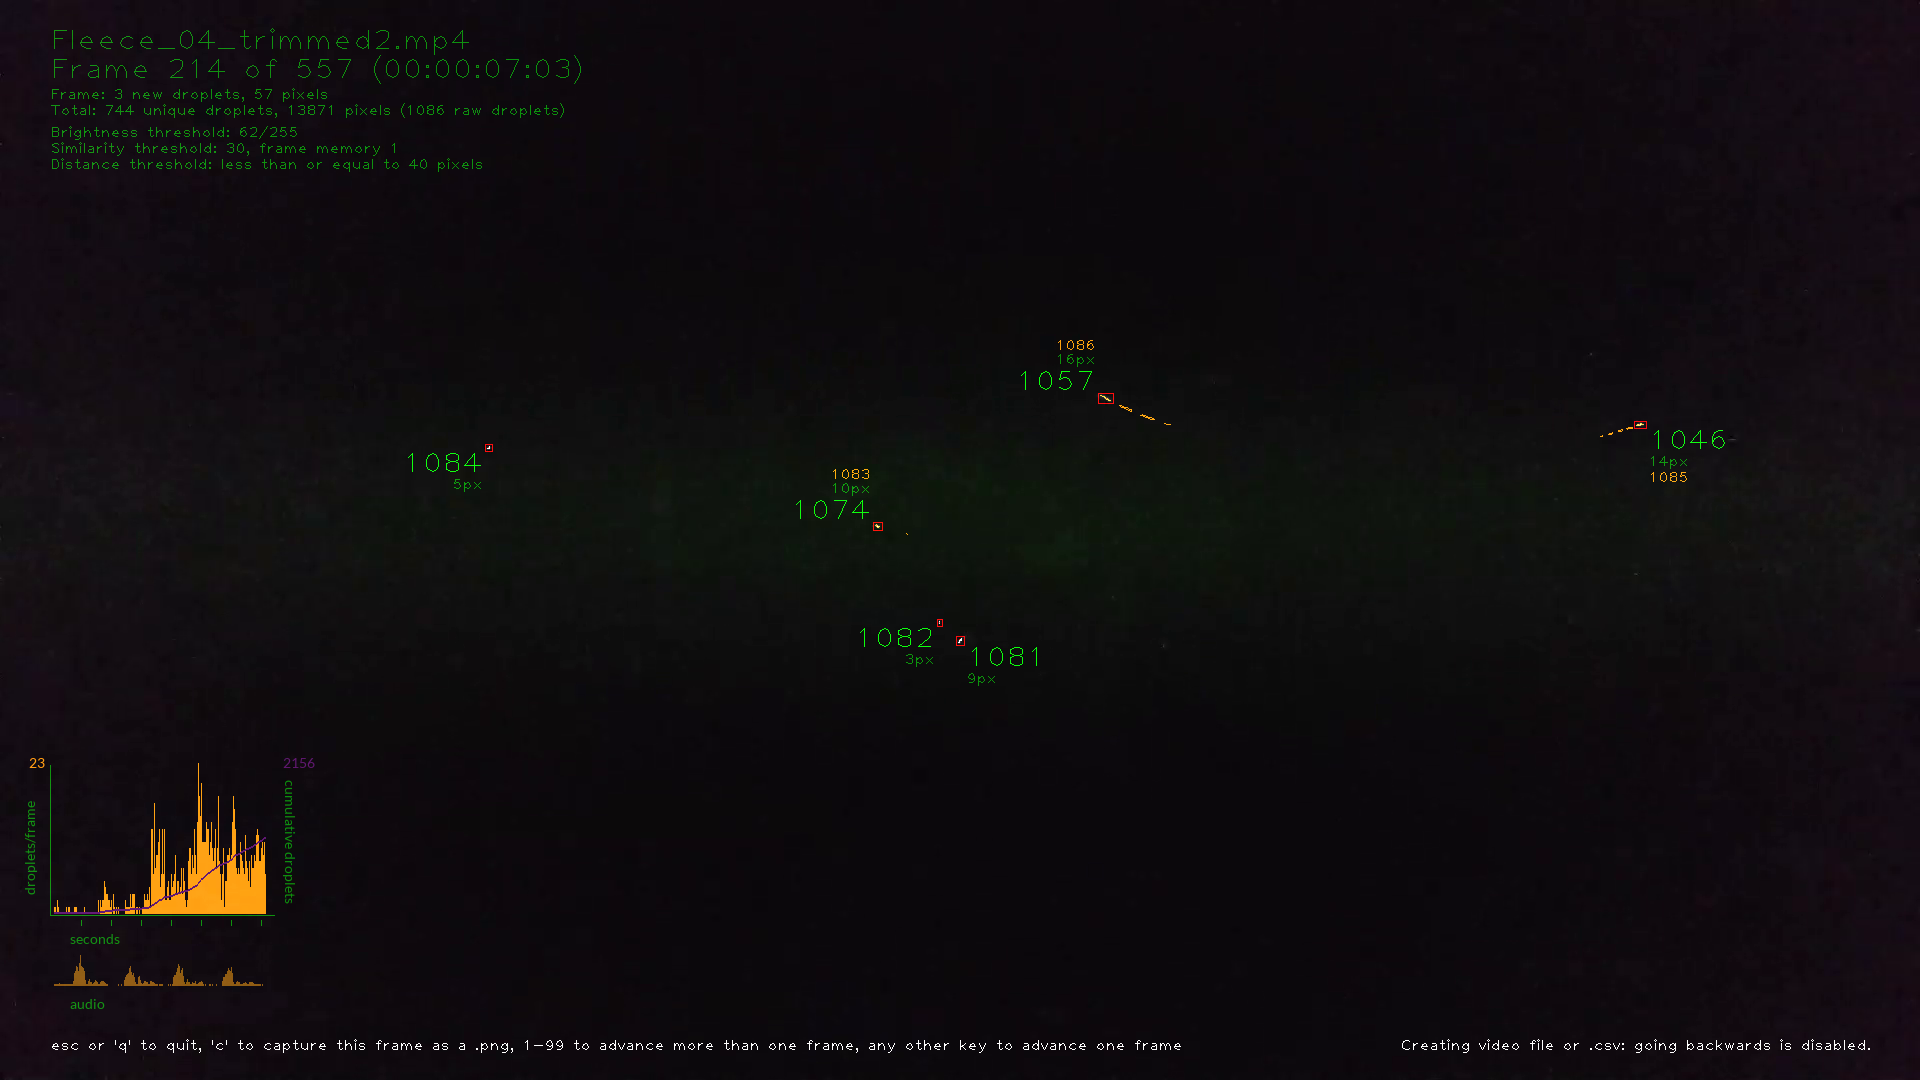 Fleece_04_trimmed2.mp4
Frame 214 of 557 (00:00:07:03)
Frame: 3 new droplets, 57 pixels
Total: 744 unique droplets, 13871 pixels (1086 raw droplets)
Brightness threshold: 62/255
Similarity threshold: 30, frame memory 1
Distance threshold: less than or equal to 40 pixels
1086
16px
1057
1046
14px
1085
1084
5px
1083
10px
1074
1082
3px
1081
9px
23
2156
droplets/frame
cumulative droplets
seconds
audio
esc or 'q' to quit, 'c' to capture this frame as a .png, 1-99 to advance more than one frame, any other key to advance one frame
Creating video file or .csv: going backwards is disabled.